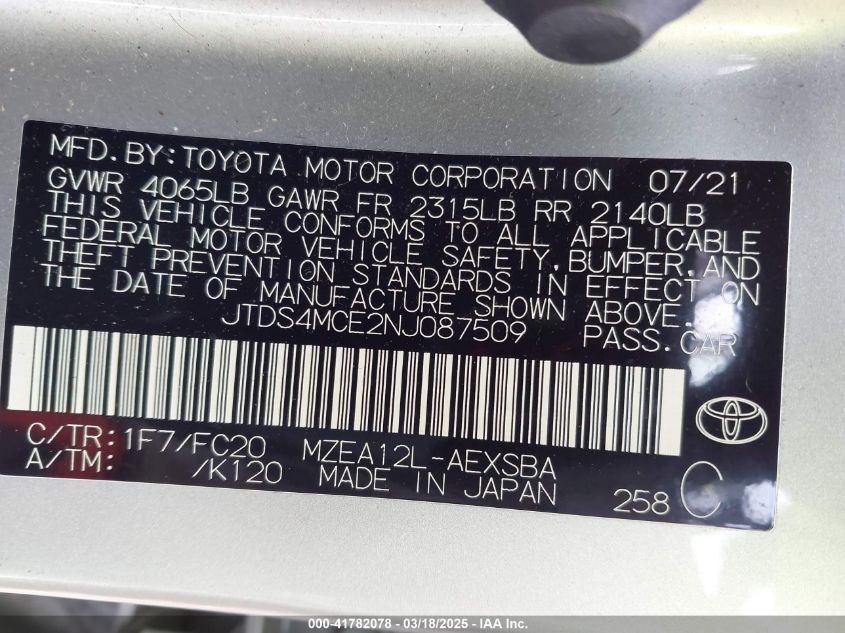 MFD.BY:TOYOTA MOTOR CORPORATION 07/21
GVWR 4065LB GAWR FR 2315LB RR 2140LB
THIS VEHICLE CONFORMS TO ALL APPLICABLE
FEDERAL MOTOR VEHICLE SAFETY,BUMPER,AND
THEFT PREVENTION STANDARDS IN EFFECT ON
THE DATE OF MANUFACTURE SHOWN ABOVE.
JTDS4MCE2NJ087509 PASS.CAR
C/TR:1F7/FC20 MZEA12L-AEXSBA
A/TM: /K120 MADE IN JAPAN 258 C
000-41782078 - 03/18/2025 - IAA Inc.